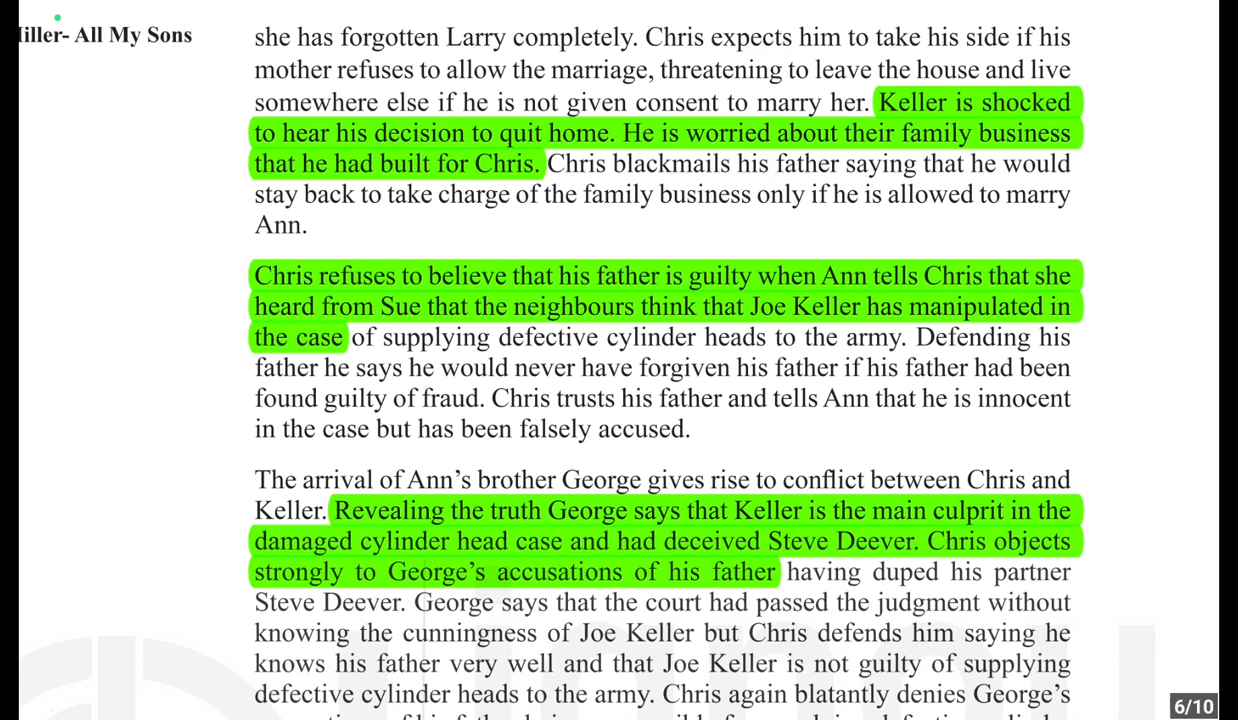 iller- All My Sons
she has forgotten Larry completely. Chris expects him to take his side if his
mother refuses to allow the marriage, threatening to leave the house and live
somewhere else if he is not given consent to marry her. Keller is shocked
to hear his decision to quit home. He is worried about their family business
that he had built for Chris. Chris blackmails his father saying that he would
stay back to take charge of the family business only if he is allowed to marry
Ann.
Chris refuses to believe that his father is guilty when Ann tells Chris that she
heard from Sue that the neighbours think that Joe Keller has manipulated in
the case of supplying defective cylinder heads to the army. Defending his
father he says he would never have forgiven his father if his father had been
found guilty of fraud. Chris trusts his father and tells Ann that he is innocent
in the case but has been falsely accused.
The arrival of Ann’s brother George gives rise to conflict between Chris and
Keller. Revealing the truth George says that Keller is the main culprit in the
damaged cylinder head case and had deceived Steve Deever. Chris objects
strongly to George’s accusations of his father having duped his partner
Steve Deever. George says that the court had passed the judgment without
knowing the cunningness of Joe Keller but Chris defends him saying he
knows his father very well and that Joe Keller is not guilty of supplying
defective cylinder heads to the army. Chris again blatantly denies George’s
6/10